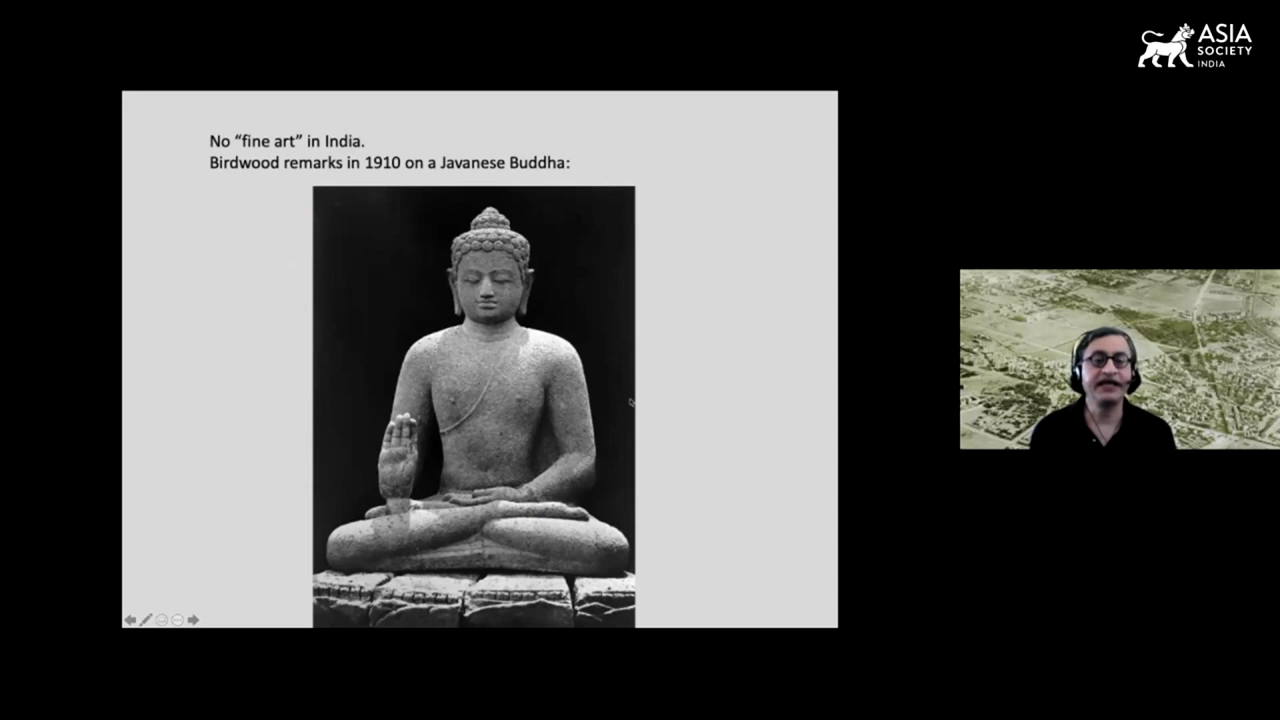 ASIA
SOCIETY
INDIA
No “fine art” in India.
Birdwood remarks in 1910 on a Javanese Buddha: